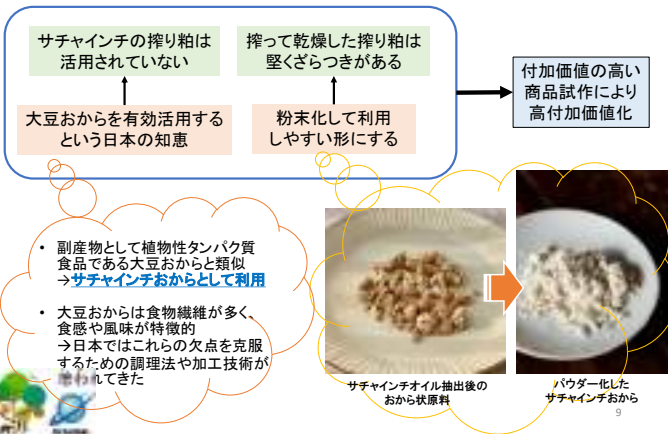 サチャインチの搾り粕は
活用されていない
搾って乾燥した搾り粕は
堅くざらつきがある
付加価値の高い
商品試作により
高付加価値化
大豆おからを有効活用する
という日本の知恵
粉末化して利用
しやすい形にする
• 副産物として植物性タンパク質
食品である大豆おからと類似
→サチャインチおからとして利用
• 大豆おからは食物繊維が多く、
食感や風味が特徴的
→日本ではこれらの欠点を克服
するための調理法や加工技術が
れてきた
サチャインチオイル抽出後の
おから状原料
パウダー化した
サチャインチおから
9